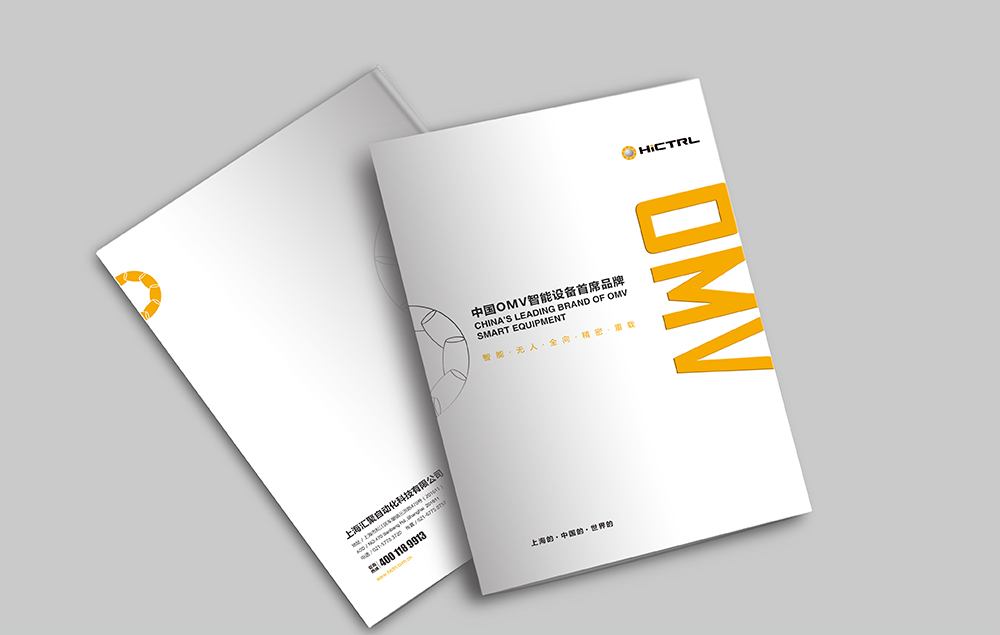 HiCTRL
OMV
中国OMV智能设备首席品牌
CHINA'S LEADING BRAND OF OMV
SMART EQUIPMENT
智能·无人·全向·精密·重载
上海的·中国的·世界的
上海汇聚自动化科技有限公司
400 118 9913